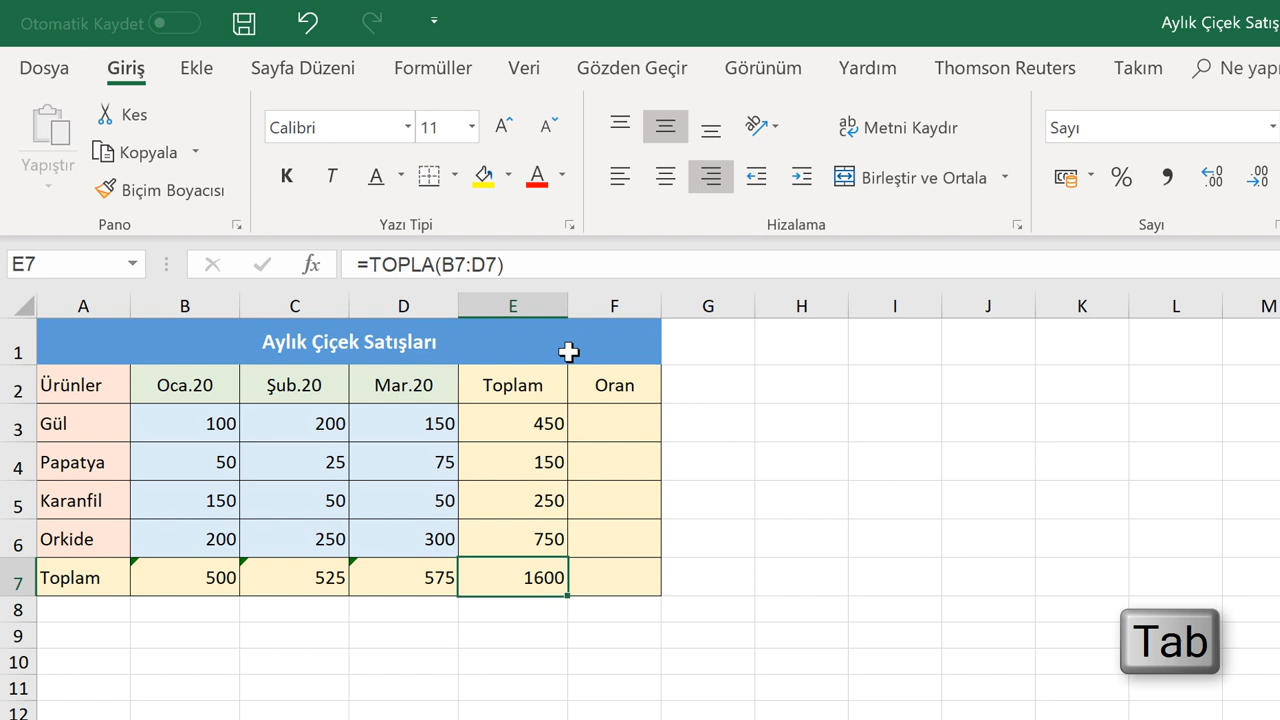 Otomatik Kaydet
Aylık Çiçek Satış
Dosya Giriş Ekle Sayfa Düzeni Formüller Veri Gözden Geçir Görünüm Yardım Thomson Reuters Takım Ne yapı
Yapıştır
Kes
Kopyala
Biçim Boyacısı
Pano
Calibri 11
K T A A
Yazı Tipi
Metni Kaydır
Birleştir ve Ortala
Hizalama
Sayı
% , ,00 ,00
Sayı
E7 fx =TOPLA(B7:D7)
A B C D E F G H I J K L M
1 Aylık Çiçek Satışları
2 Ürünler Oca.20 Şub.20 Mar.20 Toplam Oran
3 Gül 100 200 150 450
4 Papatya 50 25 75 150
5 Karanfil 150 50 50 250
6 Orkide 200 250 300 750
7 Toplam 500 525 575 1600
8
9
10
11
12
Tab